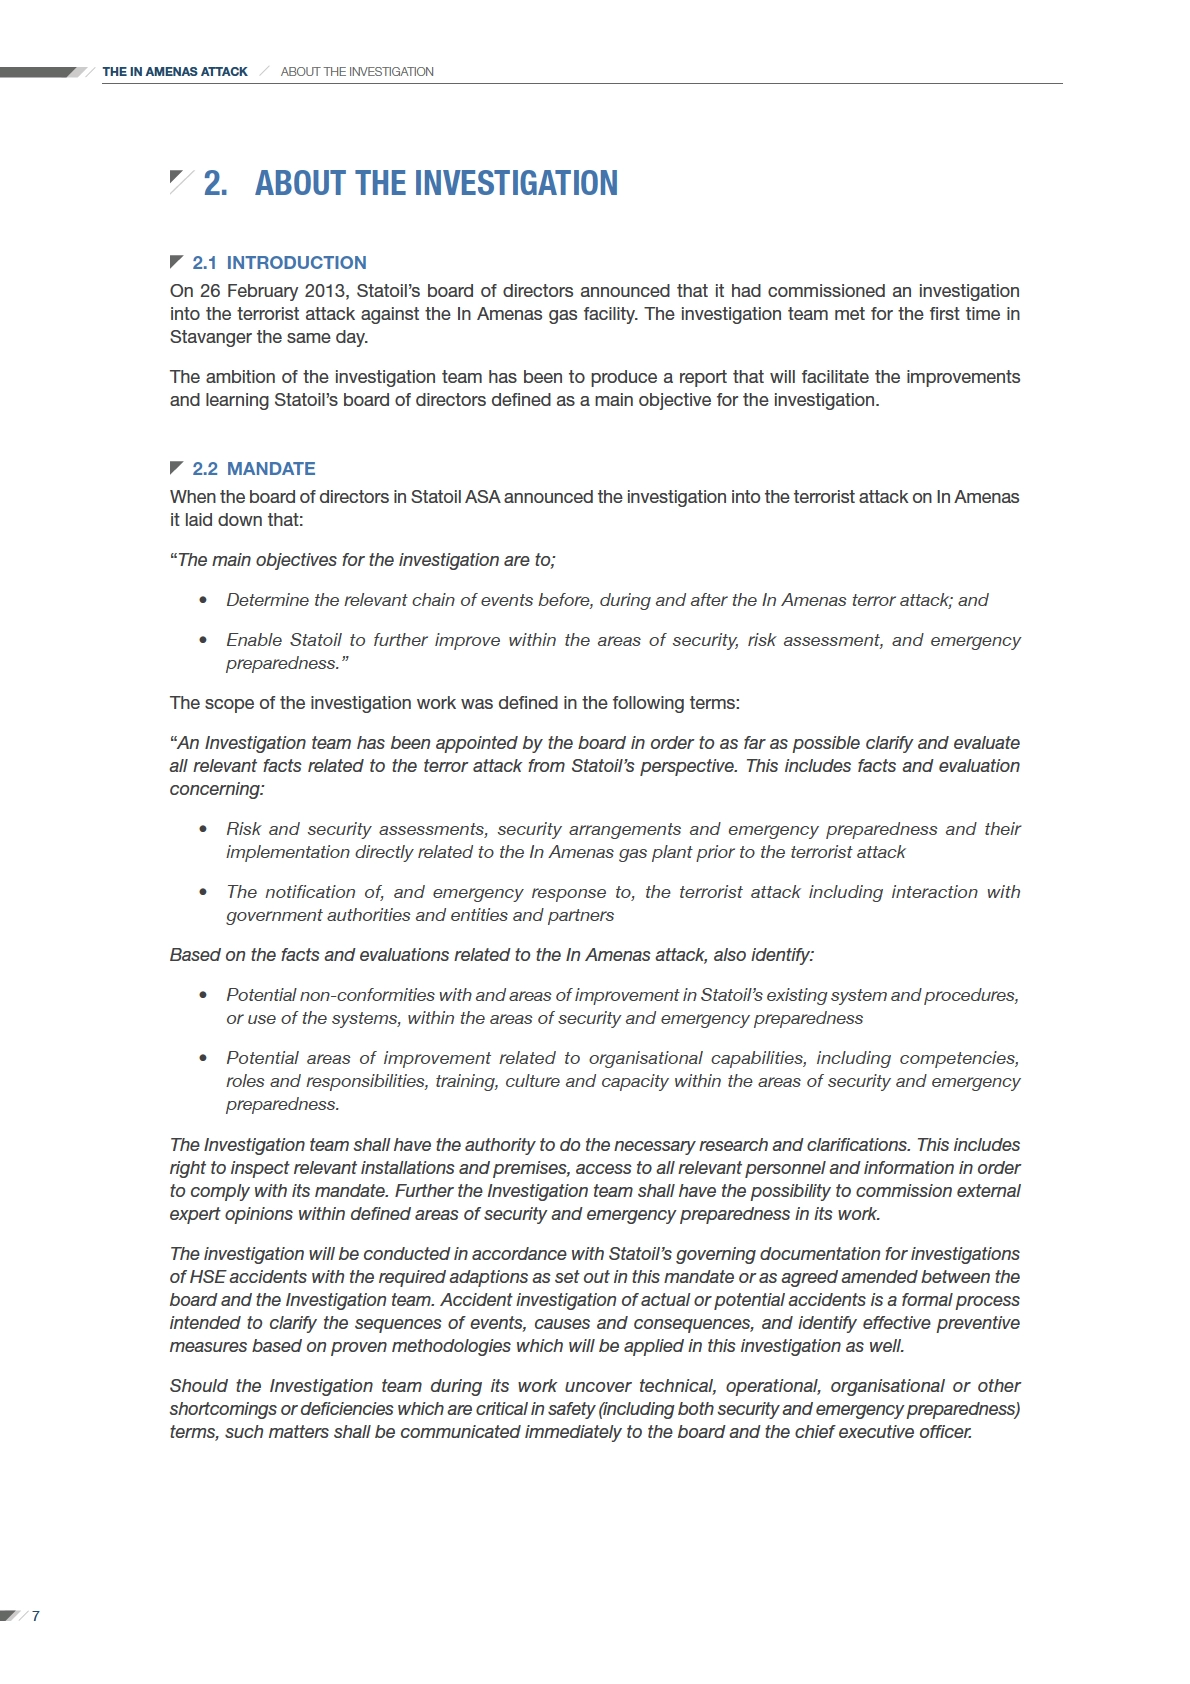 THE IN AMENAS ATTACK / ABOUT THE INVESTIGATION
2. ABOUT THE INVESTIGATION
2.1 INTRODUCTION
On 26 February 2013, Statoil’s board of directors announced that it had commissioned an investigation
into the terrorist attack against the In Amenas gas facility. The investigation team met for the first time in
Stavanger the same day.
The ambition of the investigation team has been to produce a report that will facilitate the improvements
and learning Statoil’s board of directors defined as a main objective for the investigation.
2.2 MANDATE
When the board of directors in Statoil ASA announced the investigation into the terrorist attack on In Amenas
it laid down that:
“The main objectives for the investigation are to;
• Determine the relevant chain of events before, during and after the In Amenas terror attack; and
• Enable Statoil to further improve within the areas of security, risk assessment, and emergency
preparedness.”
The scope of the investigation work was defined in the following terms:
“An Investigation team has been appointed by the board in order to as far as possible clarify and evaluate
all relevant facts related to the terror attack from Statoil’s perspective. This includes facts and evaluation
concerning:
• Risk and security assessments, security arrangements and emergency preparedness and their
implementation directly related to the In Amenas gas plant prior to the terrorist attack
• The notification of, and emergency response to, the terrorist attack including interaction with
government authorities and entities and partners
Based on the facts and evaluations related to the In Amenas attack, also identify:
• Potential non-conformities with and areas of improvement in Statoil’s existing system and procedures,
or use of the systems, within the areas of security and emergency preparedness
• Potential areas of improvement related to organisational capabilities, including competencies,
roles and responsibilities, training, culture and capacity within the areas of security and emergency
preparedness.
The Investigation team shall have the authority to do the necessary research and clarifications. This includes
right to inspect relevant installations and premises, access to all relevant personnel and information in order
to comply with its mandate. Further the Investigation team shall have the possibility to commission external
expert opinions within defined areas of security and emergency preparedness in its work.
The investigation will be conducted in accordance with Statoil’s governing documentation for investigations
of HSE accidents with the required adaptions as set out in this mandate or as agreed amended between the
board and the Investigation team. Accident investigation of actual or potential accidents is a formal process
intended to clarify the sequences of events, causes and consequences, and identify effective preventive
measures based on proven methodologies which will be applied in this investigation as well.
Should the Investigation team during its work uncover technical, operational, organisational or other
shortcomings or deficiencies which are critical in safety (including both security and emergency preparedness)
terms, such matters shall be communicated immediately to the board and the chief executive officer.
7